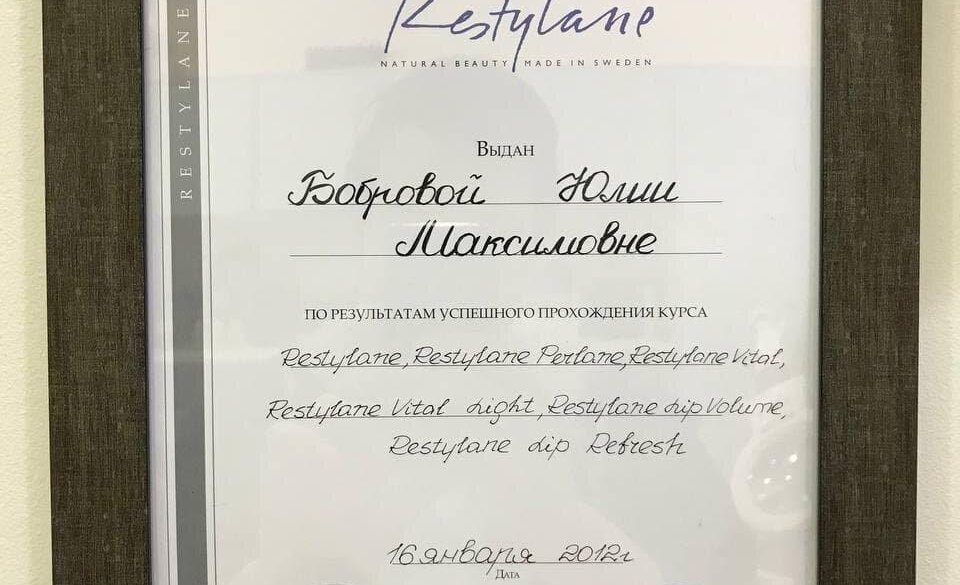 RESTYLANE
Restylane
NATURAL BEAUTY MADE IN SWEDEN
Выдан
Бобровой Юлии
Максимовне
ПО РЕЗУЛЬТАТАМ УСПЕШНОГО ПРОХОЖДЕНИЯ КУРСА
Restylane, Restylane Perlane, Restylane Vital,
Restylane Vital Light, Restylane Lip Volume,
Restylane Lip Refresh
16 января 2012г
Дата